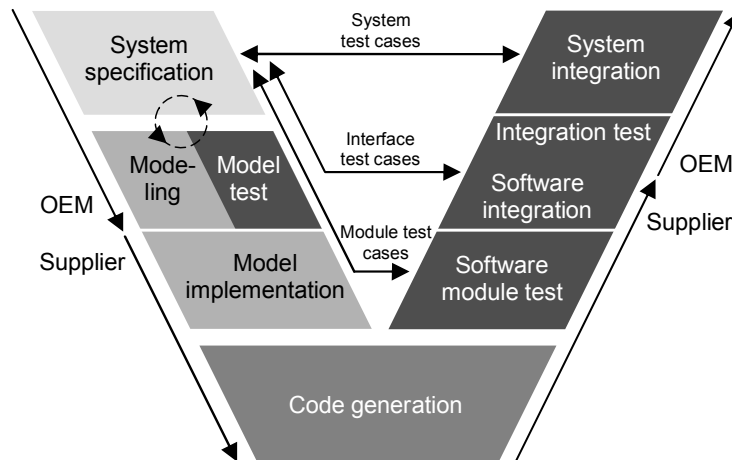 System
specification
System
test cases
System
integration
Mode-
ling
Model
test
Interface
test cases
Integration test
Software
integration
OEM
Supplier
OEM
Supplier
Model
implementation
Module test
cases
Software
module test
Code generation